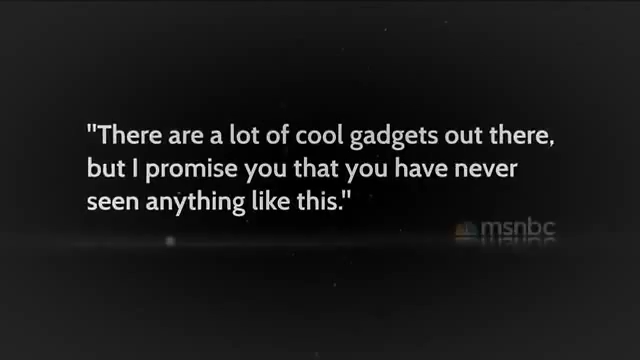 "There are a lot of cool gadgets out there,
but I promise you that you have never
seen anything like this."
msnbc